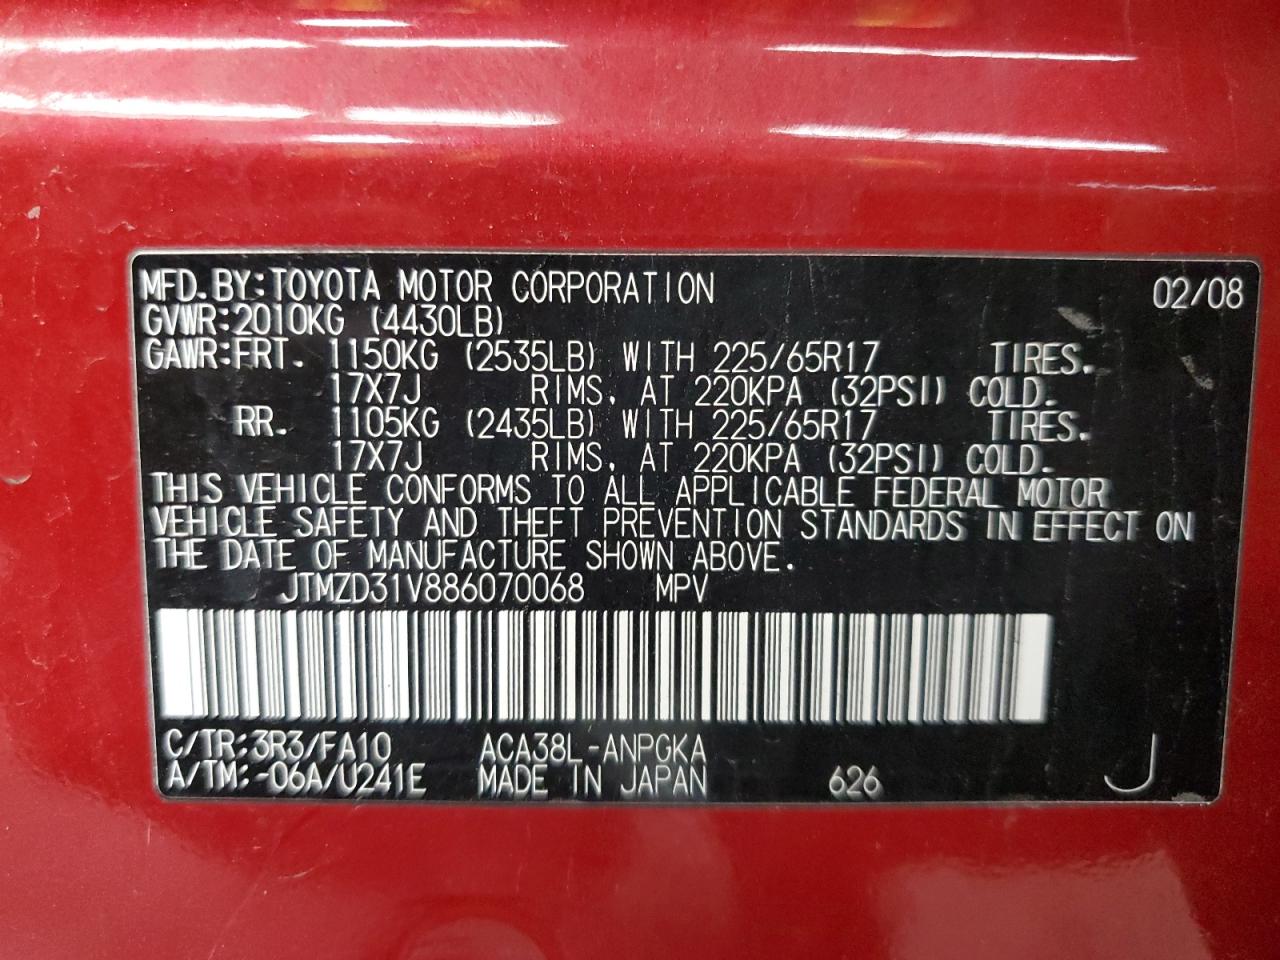 MFD.BY:TOYOTA MOTOR CORPORATION 02/08
GVWR:2010KG (4430LB)
GAWR:FRT. 1150KG (2535LB) WITH 225/65R17 TIRES.
17X7J RIMS, AT 220KPA (32PSI) COLD.
RR. 1105KG (2435LB) WITH 225/65R17 TIRES.
17X7J RIMS, AT 220KPA (32PSI) COLD.
THIS VEHICLE CONFORMS TO ALL APPLICABLE FEDERAL MOTOR
VEHICLE SAFETY AND THEFT PREVENTION STANDARDS IN EFFECT ON
THE DATE OF MANUFACTURE SHOWN ABOVE.
JTMZD31V886070068 MPV
C/TR:3R3/FA10 ACA38L-ANPGKA
A/TM:-06A/U241E MADE IN JAPAN 626 J